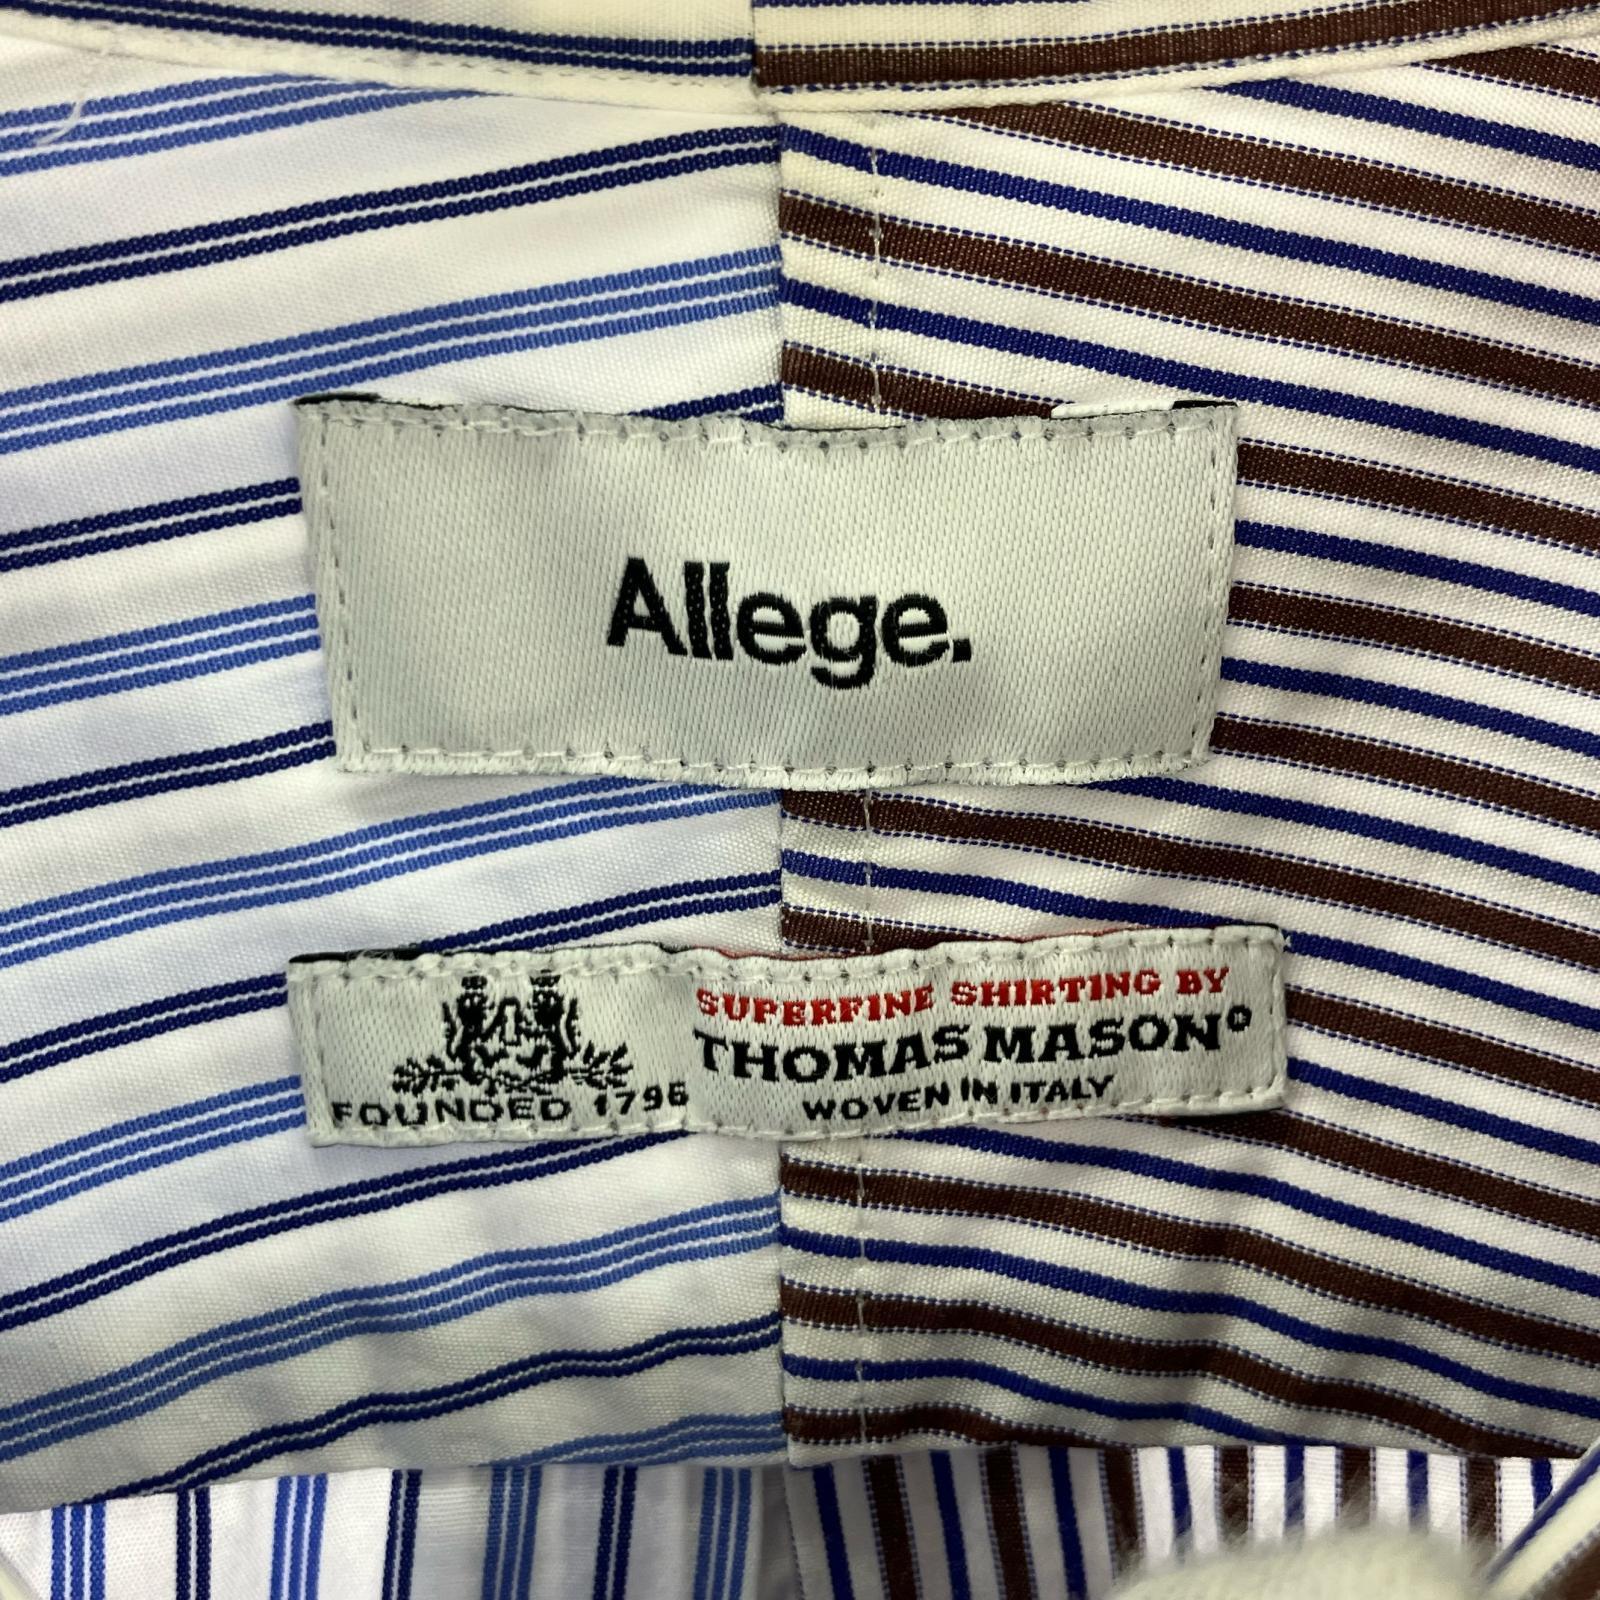 Allege.
SUPERFINE SHIRTING BY
THOMAS MASON°
FOUNDED 1796
WOVEN IN ITALY